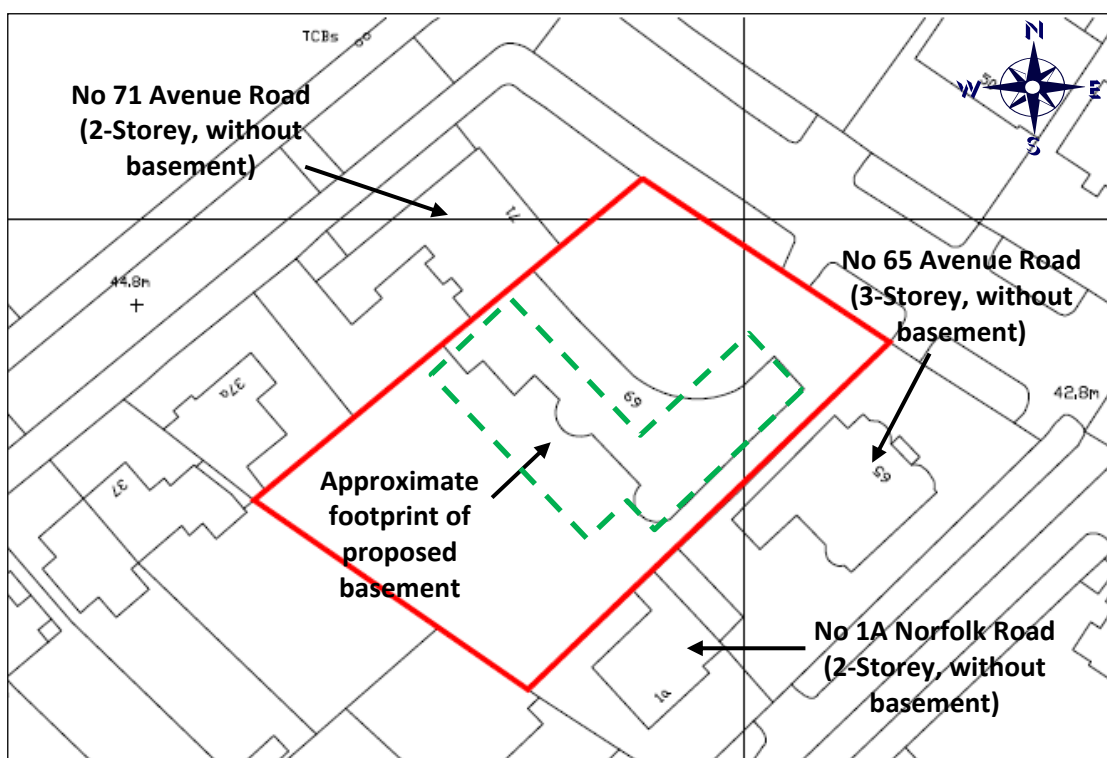 TCBs
N
W
E
S
50
No 71 Avenue Road
(2-Storey, without
basement)
71
44.8m
No 65 Avenue Road
(3-Storey, without
basement)
42.8m
37a
69
37
65
Approximate
footprint of
proposed
basement
No 1A Norfolk Road
(2-Storey, without
basement)
1a